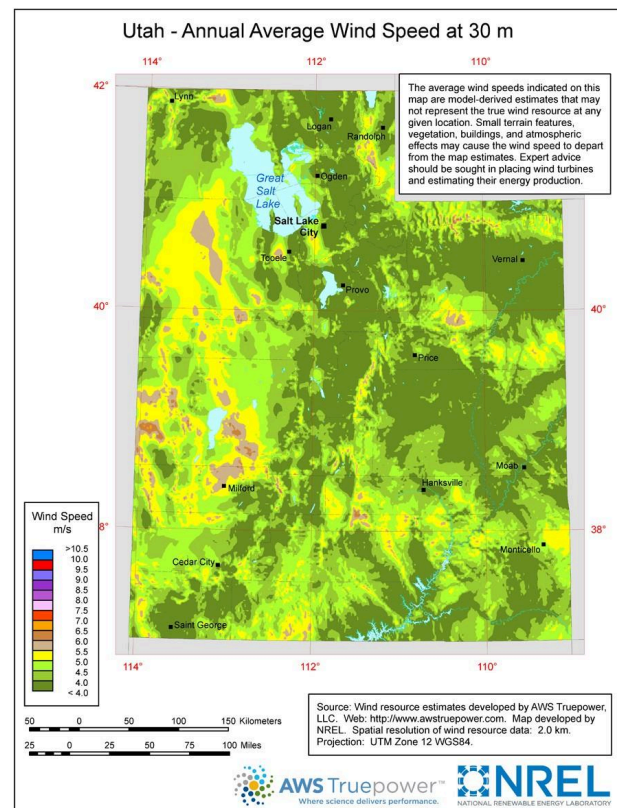 Utah - Annual Average Wind Speed at 30 m
114°
112°
110°
42°
The average wind speeds indicated on this
map are model-derived estimates that may
not represent the true wind resource at any
given location. Small terrain features,
vegetation, buildings, and atmospheric
effects may cause the wind speed to depart
from the map estimates. Expert advice
should be sought in placing wind turbines
and estimating their energy production.
Lynn
Logan
Randolph
Great
Salt
Lake
Ogden
Salt Lake
City
Tooele
Vernal
Provo
40°
40°
Price
Moab
Milford
Hanksville
Wind Speed
m/s
>10.5
10.0
9.5
9.0
8.5
8.0
7.5
7.0
6.5
6.0
5.5
5.0
4.5
4.0
< 4.0
8°
38°
Monticello
Cedar City
Saint George
114°
112°
110°
50 0 50 100 150 Kilometers
25 0 25 50 75 100 Miles
Source: Wind resource estimates developed by AWS Truepower,
LLC. Web: http://www.awstruepower.com. Map developed by
NREL. Spatial resolution of wind resource data: 2.0 km.
Projection: UTM Zone 12 WGS84.
AWS Truepower™
Where science delivers performance.
NREL
NATIONAL RENEWABLE ENERGY LABORATORY